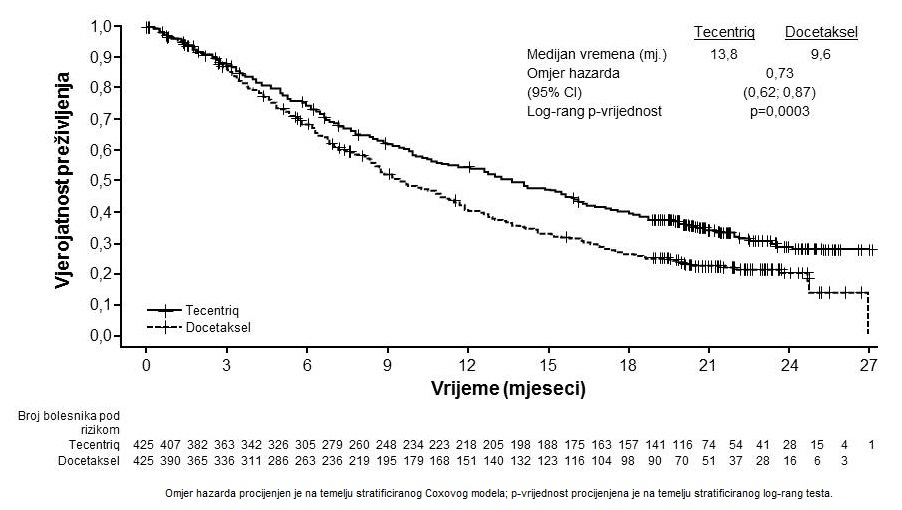 Tecentriq Docetaksel
Medijan vremena (mj.) 13,8 9,6
Omjer hazarda 0,73
(95% CI) (0,62; 0,87)
Log-rang p-vrijednost p=0,0003
Vjerojatnost preživljenja
1,0
0,9
0,8
0,7
0,6
0,5
0,4
0,3
0,2
0,1
0,0
Tecentriq
Docetaksel
0 3 6 9 12 15 18 21 24 27
Vrijeme (mjeseci)
Broj bolesnika pod
rizikom
Tecentriq 425 407 382 363 342 326 305 279 260 248 234 223 218 205 198 188 175 163 157 141 116 74 54 41 28 15 4 1
Docetaksel 425 390 365 336 311 286 263 236 219 195 179 168 151 140 132 123 116 104 98 90 70 51 37 28 16 6 3
Omjer hazarda procijenjen je na temelju stratificiranog Coxovog modela; p-vrijednost procijenjena je na temelju stratificiranog log-rang testa.